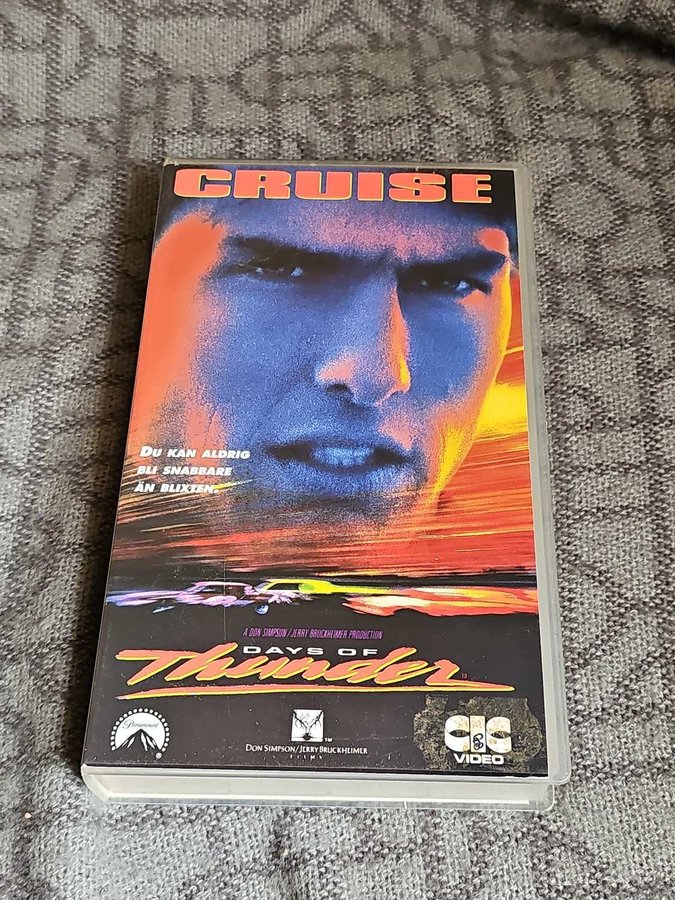 CRUISE
DU KAN ALDRIG
BLI SNABBARE
ÄN BLIXTEN.
A DON SIMPSON/JERRY BRUCKHEIMER PRODUCTION
DAYS OF
Thunder
Paramount
TM
DON SIMPSON/JERRY BRUCKHEIMER
FILMS
CIC
VIDEO